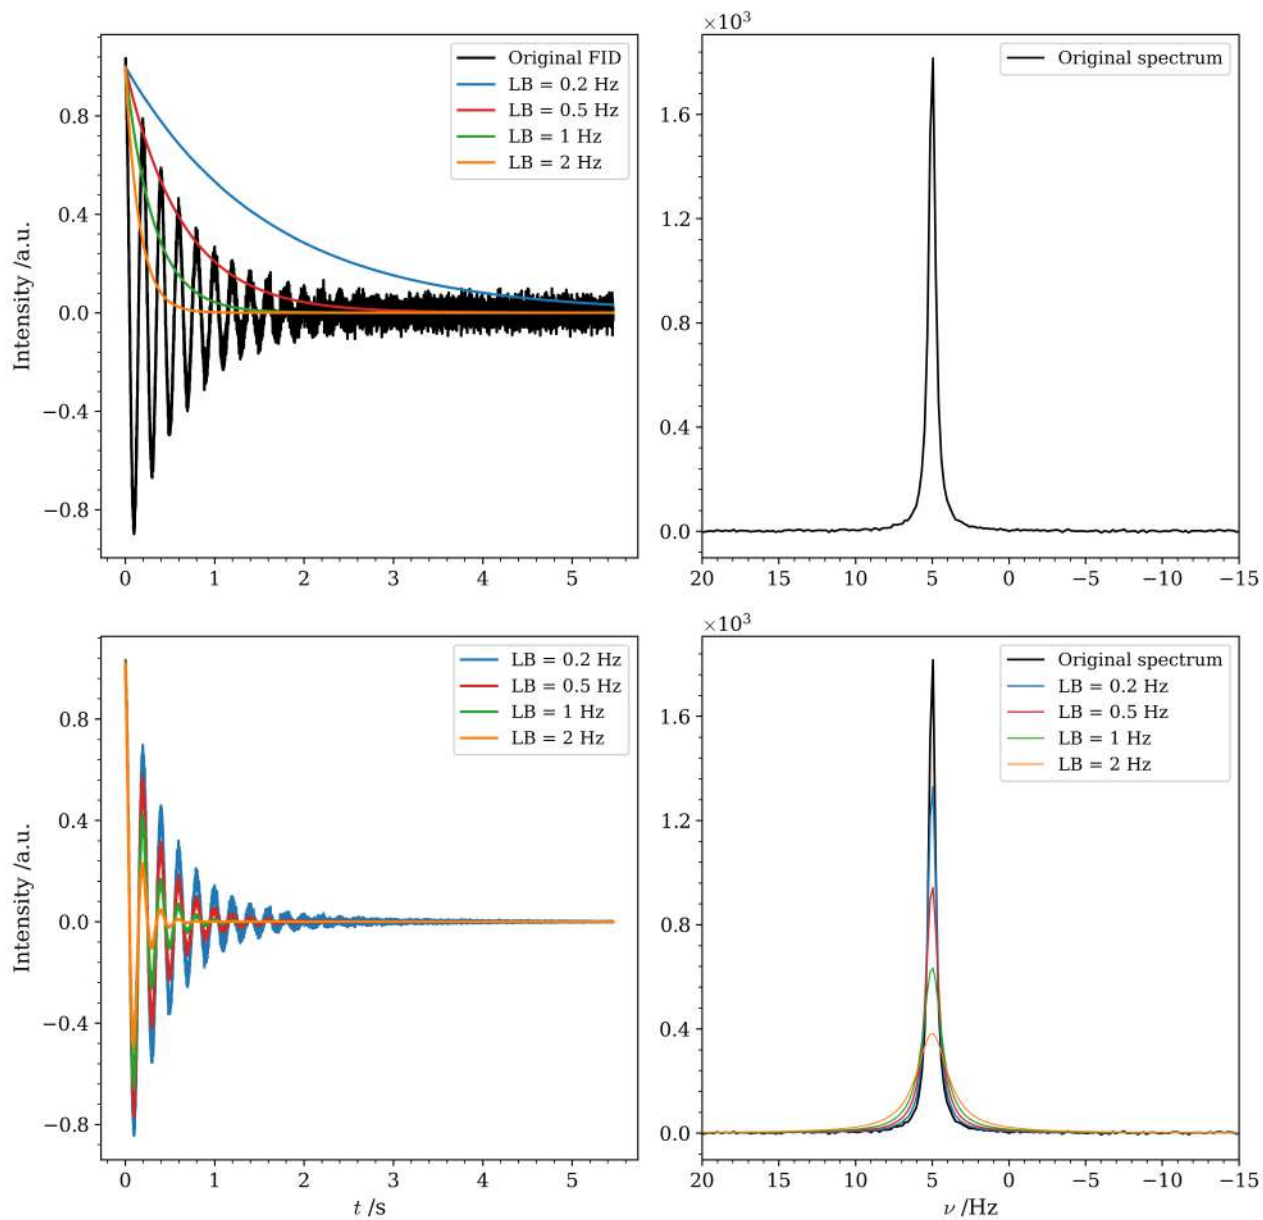 ×10³
Original FID
LB = 0.2 Hz
LB = 0.5 Hz
LB = 1 Hz
LB = 2 Hz
Original spectrum
Intensity /a.u.
0.8
0.4
0.0
−0.4
−0.8
0 1 2 3 4 5
1.6
1.2
0.8
0.4
0.0
20 15 10 5 0 −5 −10 −15
×10³
LB = 0.2 Hz
LB = 0.5 Hz
LB = 1 Hz
LB = 2 Hz
Original spectrum
LB = 0.2 Hz
LB = 0.5 Hz
LB = 1 Hz
LB = 2 Hz
Intensity /a.u.
0.8
0.4
0.0
−0.4
−0.8
0 1 2 3 4 5
t /s
1.6
1.2
0.8
0.4
0.0
20 15 10 5 0 −5 −10 −15
ν /Hz